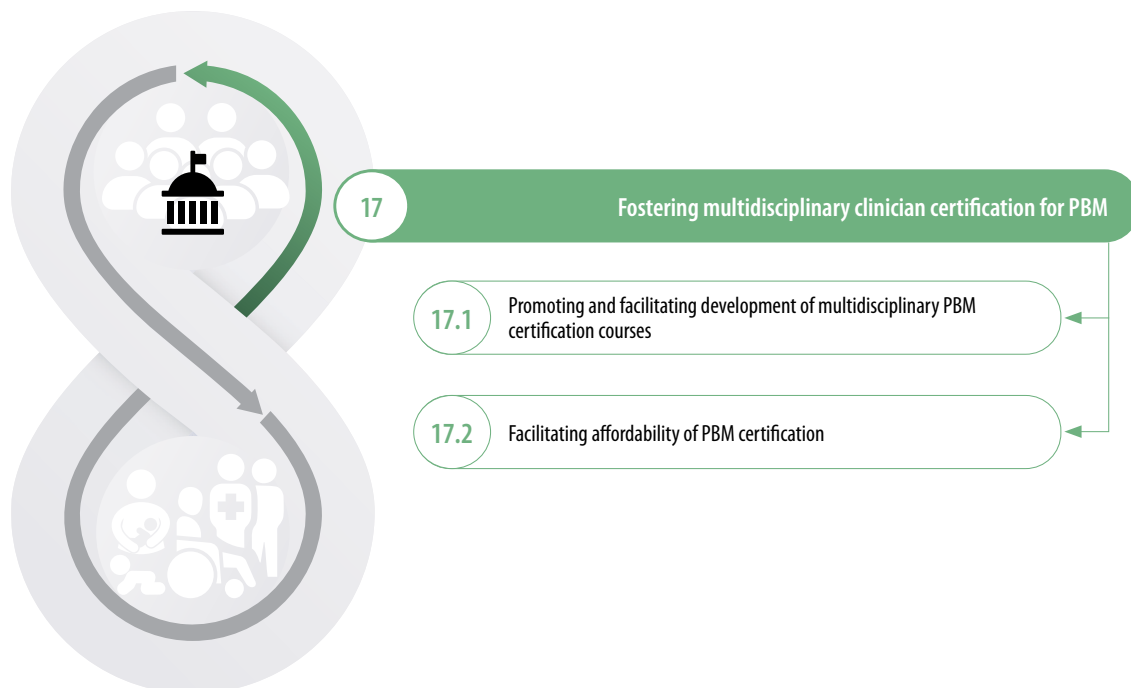 17
Fostering multidisciplinary clinician certification for PBM
17.1
Promoting and facilitating development of multidisciplinary PBM
certification courses
17.2
Facilitating affordability of PBM certification